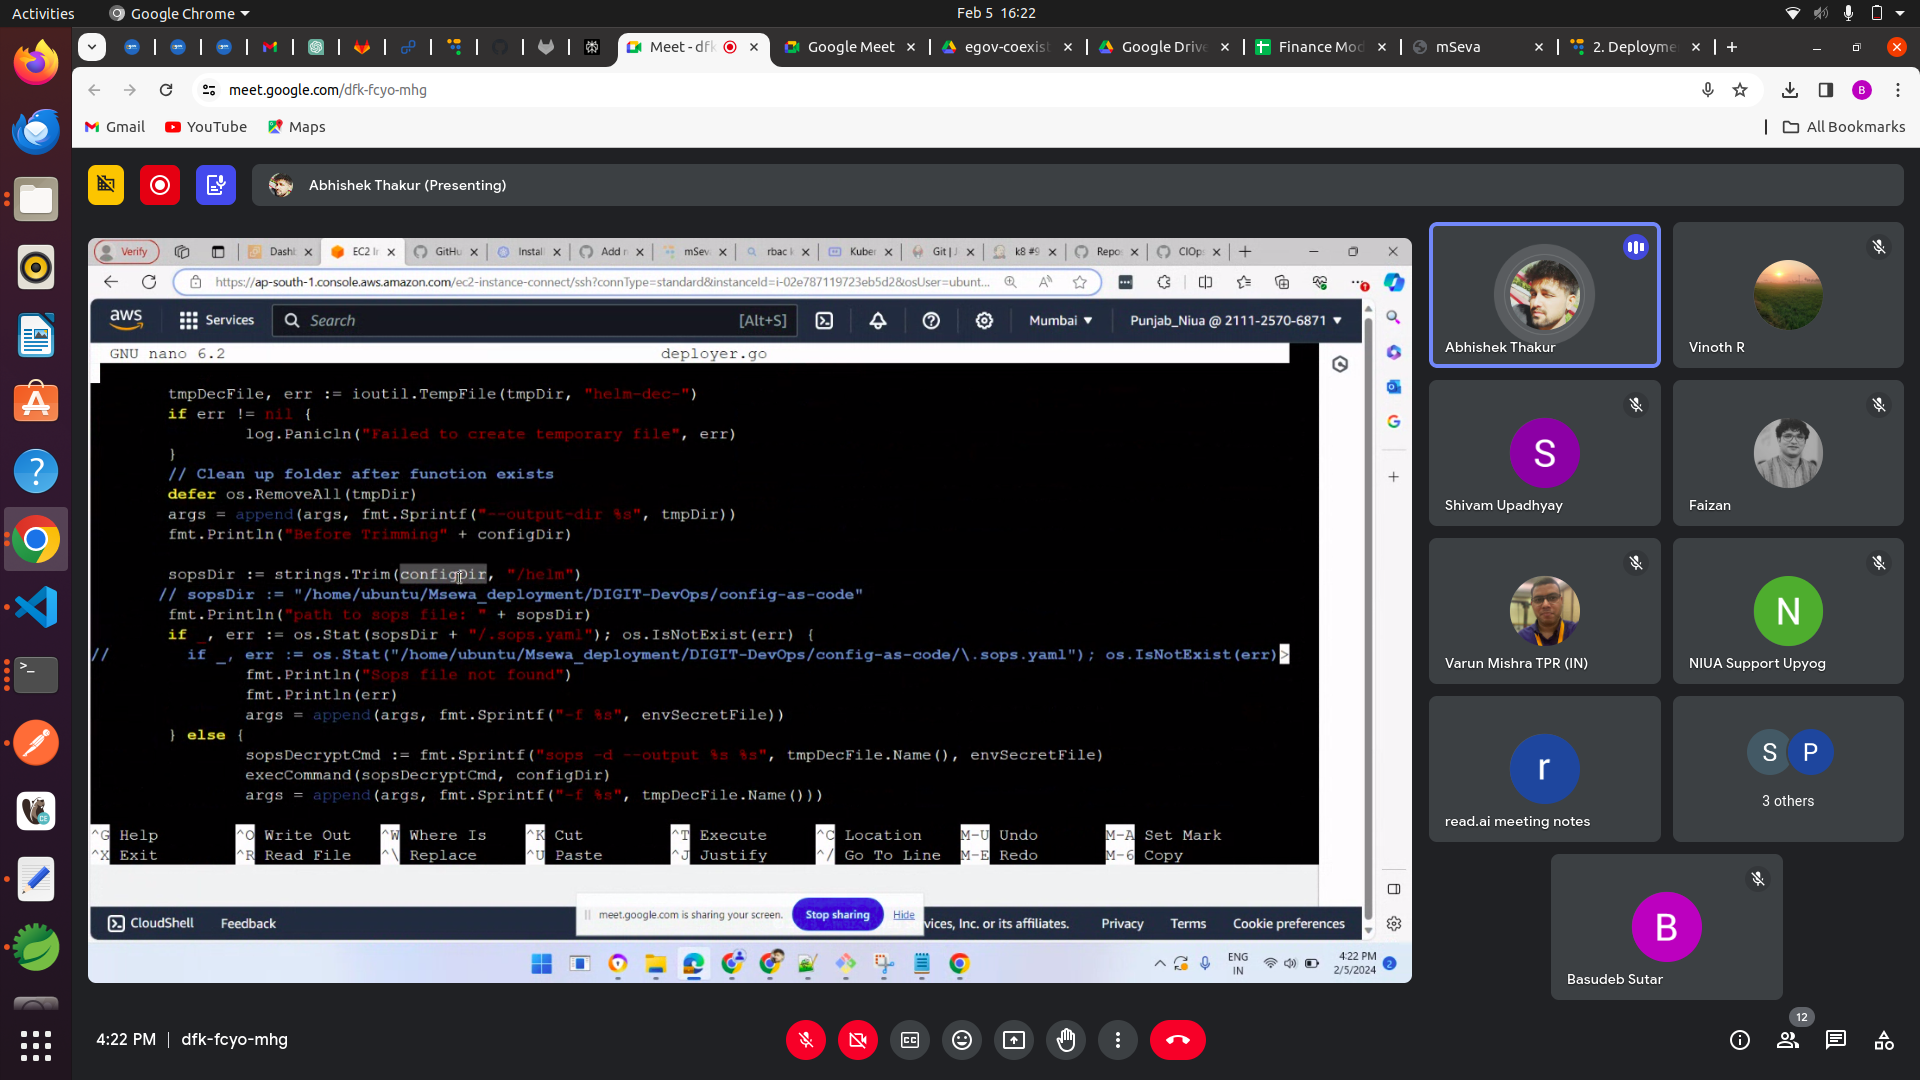 Activities
Google Chrome
Feb 5 16:22
Meet - dfk
Google Meet
egov-coexist
Google Drive
Finance Mod
mSeva
2. Deployme
meet.google.com/dfk-fcyo-mhg
B
Gmail
YouTube
Maps
All Bookmarks
Abhishek Thakur (Presenting)
Verify
Dashl
EC2 In
GitHu
Install
Add n
mSev
rbac k
Kuber
Git | J
k8 #9
Repo
CIOp
https://ap-south-1.console.aws.amazon.com/ec2-instance-connect/ssh?connType=standard&instanceId=i-02e787119723eb5d2&osUser=ubunt...
aws
Services
Search
[Alt+S]
Mumbai
Punjab_Niua @ 2111-2570-6871
GNU nano 6.2
deployer.go
tmpDecFile, err := ioutil.TempFile(tmpDir, "helm-dec-")
if err != nil {
log.Panicln("Failed to create temporary file", err)
}
// Clean up folder after function exists
defer os.RemoveAll(tmpDir)
args = append(args, fmt.Sprintf("--output-dir %s", tmpDir))
fmt.Println("Before Trimming" + configDir)
sopsDir := strings.Trim(configDir, "/helm")
// sopsDir := "/home/ubuntu/Msewa_deployment/DIGIT-DevOps/config-as-code"
fmt.Println("path to sops file: " + sopsDir)
if _, err := os.Stat(sopsDir + "/.sops.yaml"); os.IsNotExist(err) {
// if _, err := os.Stat("/home/ubuntu/Msewa_deployment/DIGIT-DevOps/config-as-code/\.sops.yaml"); os.IsNotExist(err)>
fmt.Println("Sops file not found")
fmt.Println(err)
args = append(args, fmt.Sprintf("-f %s", envSecretFile))
} else {
sopsDecryptCmd := fmt.Sprintf("sops -d --output %s %s", tmpDecFile.Name(), envSecretFile)
execCommand(sopsDecryptCmd, configDir)
args = append(args, fmt.Sprintf("-f %s", tmpDecFile.Name()))
^G Help
^O Write Out
^W Where Is
^K Cut
^T Execute
^C Location
M-U Undo
M-A Set Mark
^X Exit
^R Read File
^\ Replace
^U Paste
^J Justify
^/ Go To Line
M-E Redo
M-6 Copy
CloudShell
Feedback
meet.google.com is sharing your screen.
Stop sharing
Hide
vices, Inc. or its affiliates.
Privacy
Terms
Cookie preferences
ENG
IN
4:22 PM
2/5/2024
2
Abhishek Thakur
Vinoth R
S
Shivam Upadhyay
Faizan
Varun Mishra TPR (IN)
N
NIUA Support Upyog
r
read.ai meeting notes
S
P
3 others
B
Basudeb Sutar
4:22 PM
dfk-fcyo-mhg
12